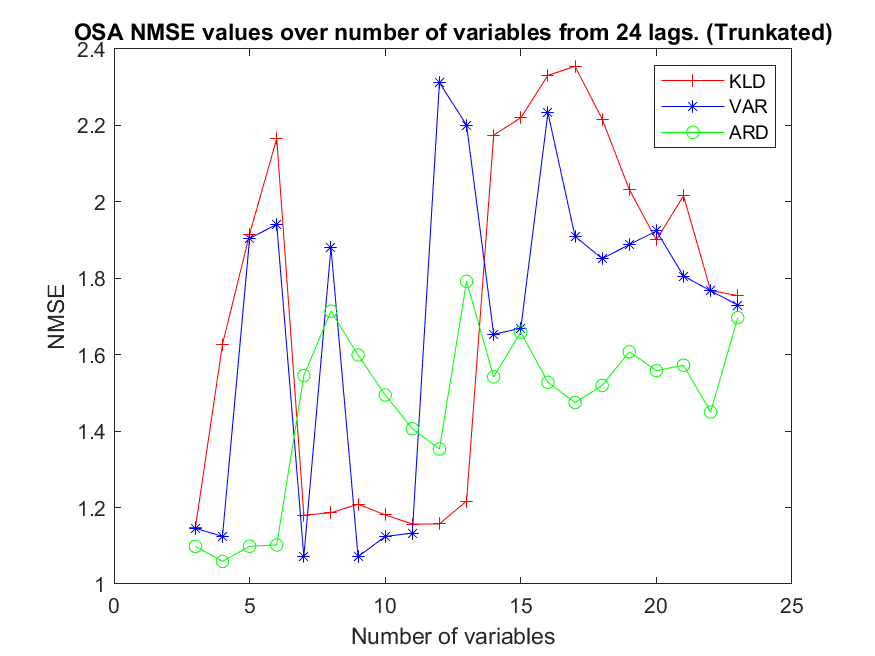 OSA NMSE values over number of variables from 24 lags. (Trunkated)
KLD
VAR
ARD
NMSE
2.4
2.2
2
1.8
1.6
1.4
1.2
1
0
5
10
15
20
25
Number of variables